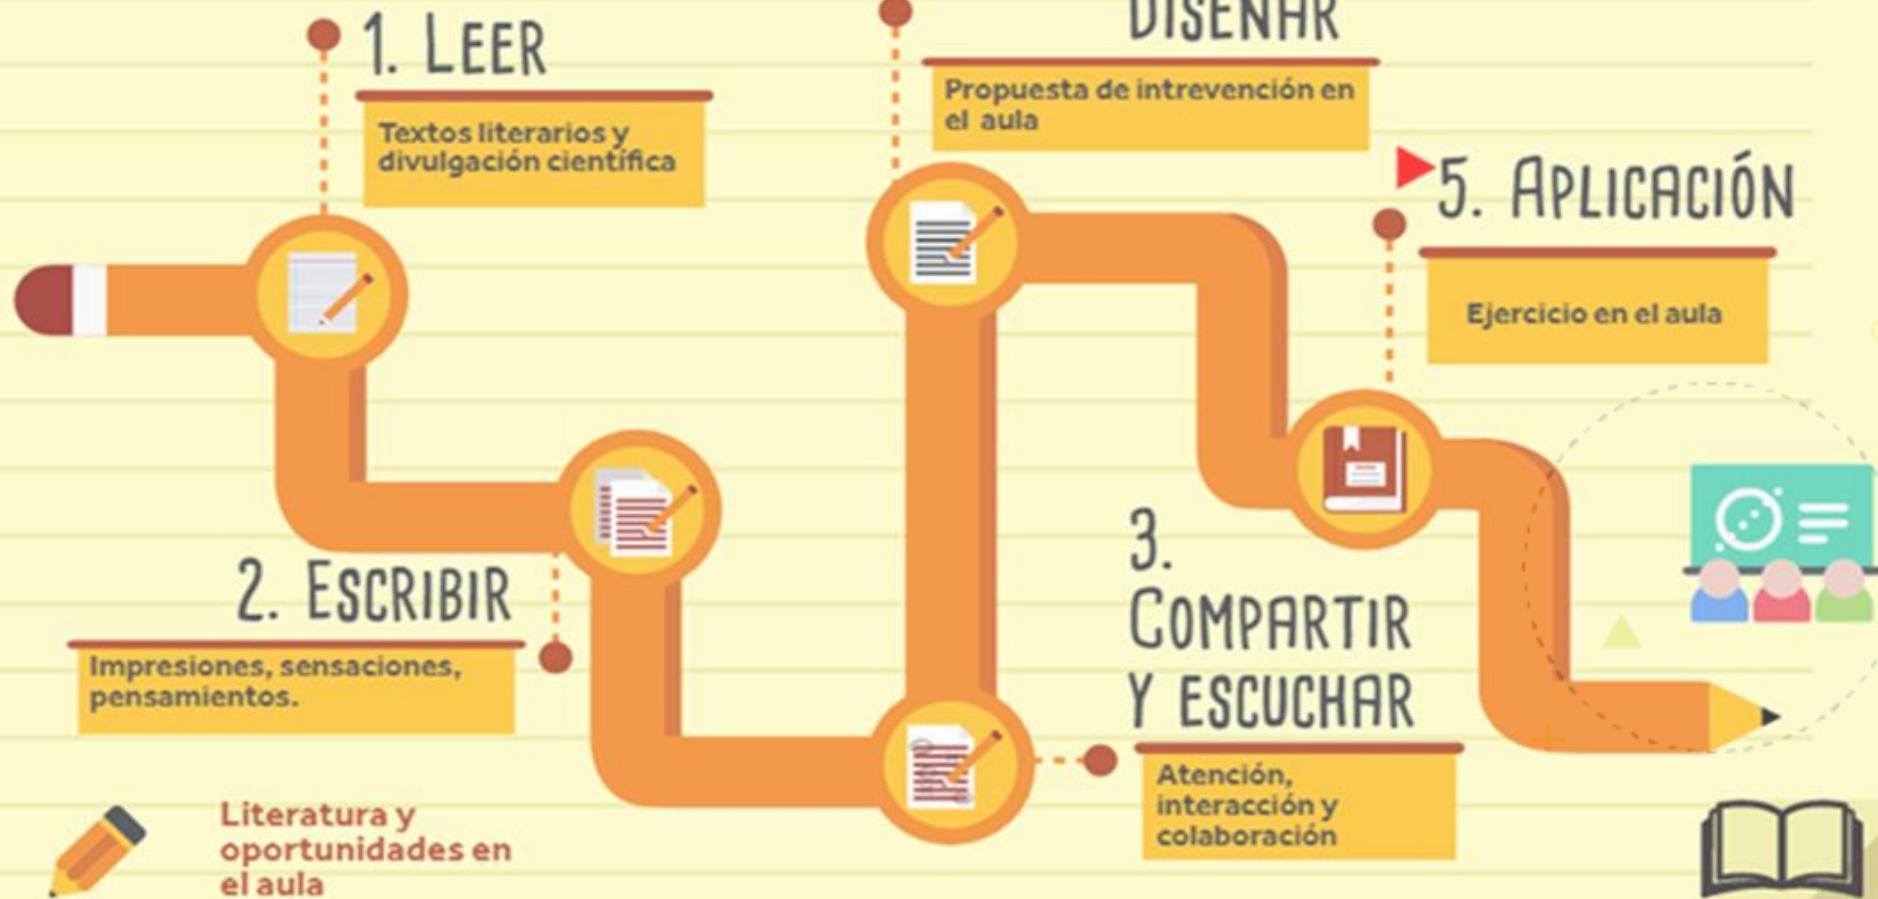 1. LEER
Textos literarios y
divulgación científica
2. ESCRIBIR
Impresiones, sensaciones,
pensamientos.
3.
COMPARTIR
Y ESCUCHAR
Atención,
interacción y
colaboración
DISEÑAR
Propuesta de intrevención en
el aula
5. APLICACIÓN
Ejercicio en el aula
Literatura y
oportunidades en
el aula